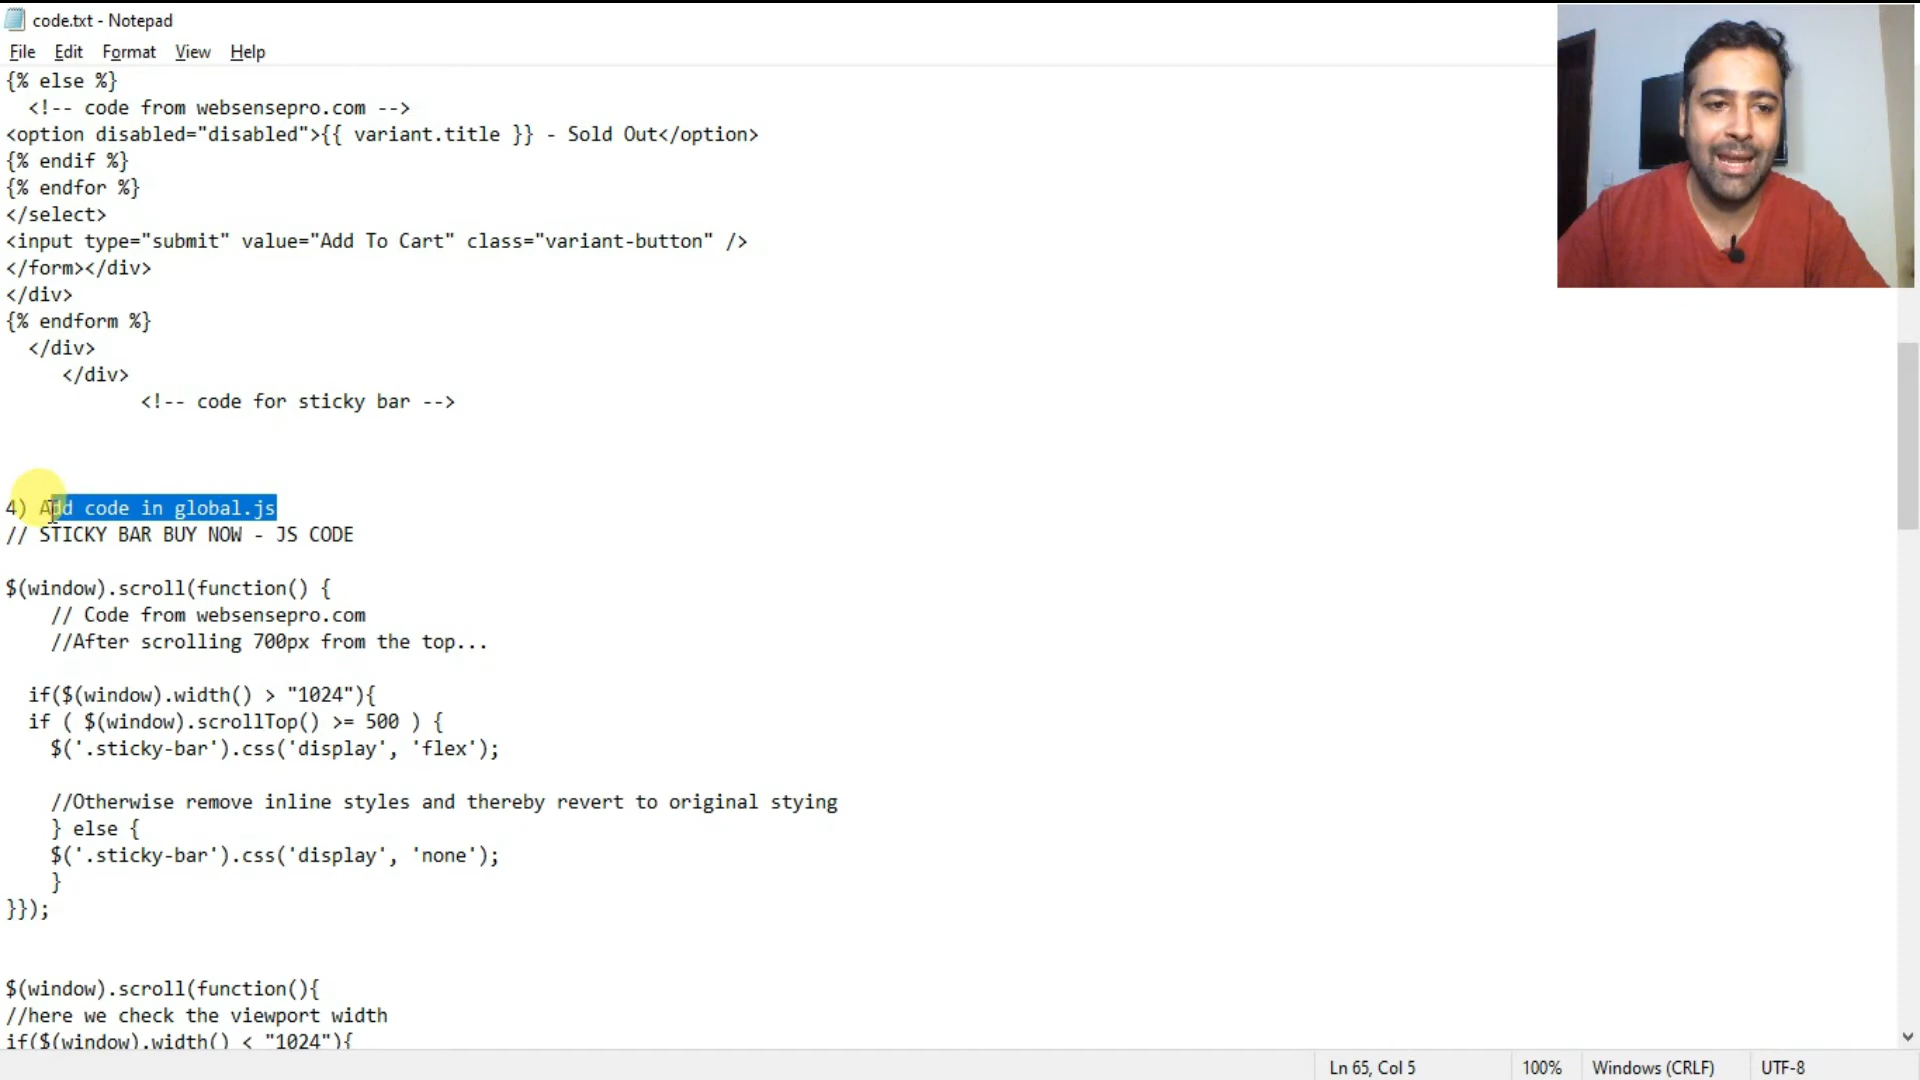 code.txt - Notepad
File Edit Format View Help
{% else %}
<!-- code from websensepro.com -->
<option disabled="disabled">{{ variant.title }} - Sold Out</option>
{% endif %}
{% endfor %}
</select>
<input type="submit" value="Add To Cart" class="variant-button" />
</form></div>
</div>
{% endform %}
</div>
</div>
<!-- code for sticky bar -->
4) Add code in global.js
// STICKY BAR BUY NOW - JS CODE
$(window).scroll(function() {
// Code from websensepro.com
//After scrolling 700px from the top...
if($(window).width() > "1024"){
if ( $(window).scrollTop() >= 500 ) {
$('.sticky-bar').css('display', 'flex');
//Otherwise remove inline styles and thereby revert to original stying
} else {
$('.sticky-bar').css('display', 'none');
}
}});
$(window).scroll(function(){
//here we check the viewport width
if($(window).width() < "1024"){
Ln 65, Col 5 100% Windows (CRLF) UTF-8